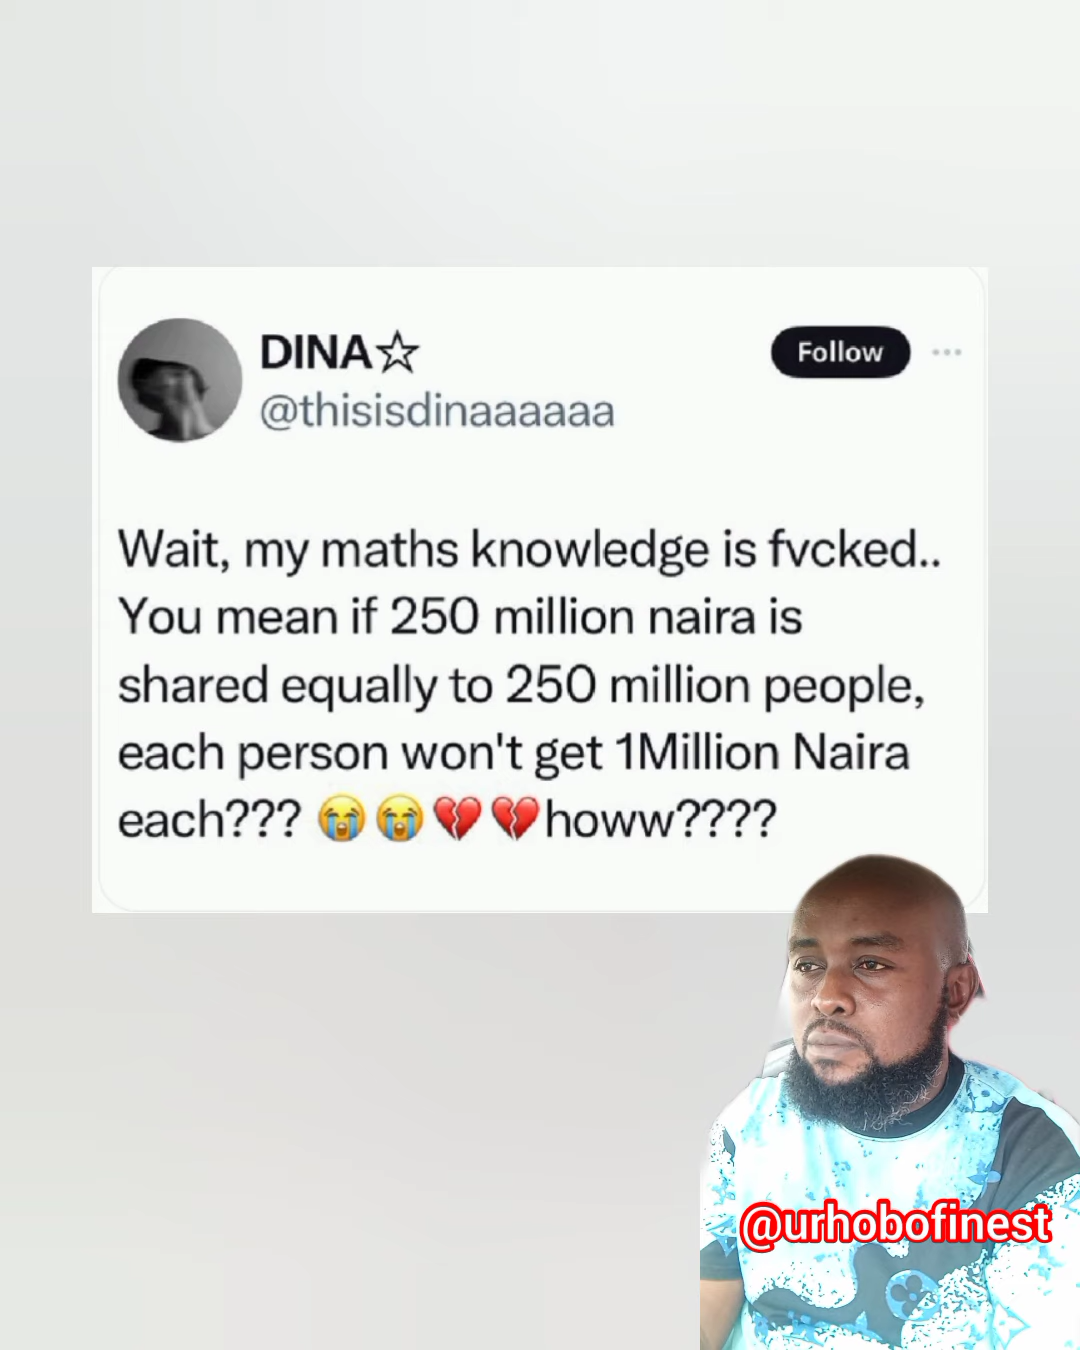 DINA☆
Follow
@thisisdinaaaaaa
Wait, my maths knowledge is fvcked..
You mean if 250 million naira is
shared equally to 250 million people,
each person won't get 1Million Naira
each??? 😭😭💔💔howw????
@urhobofinest